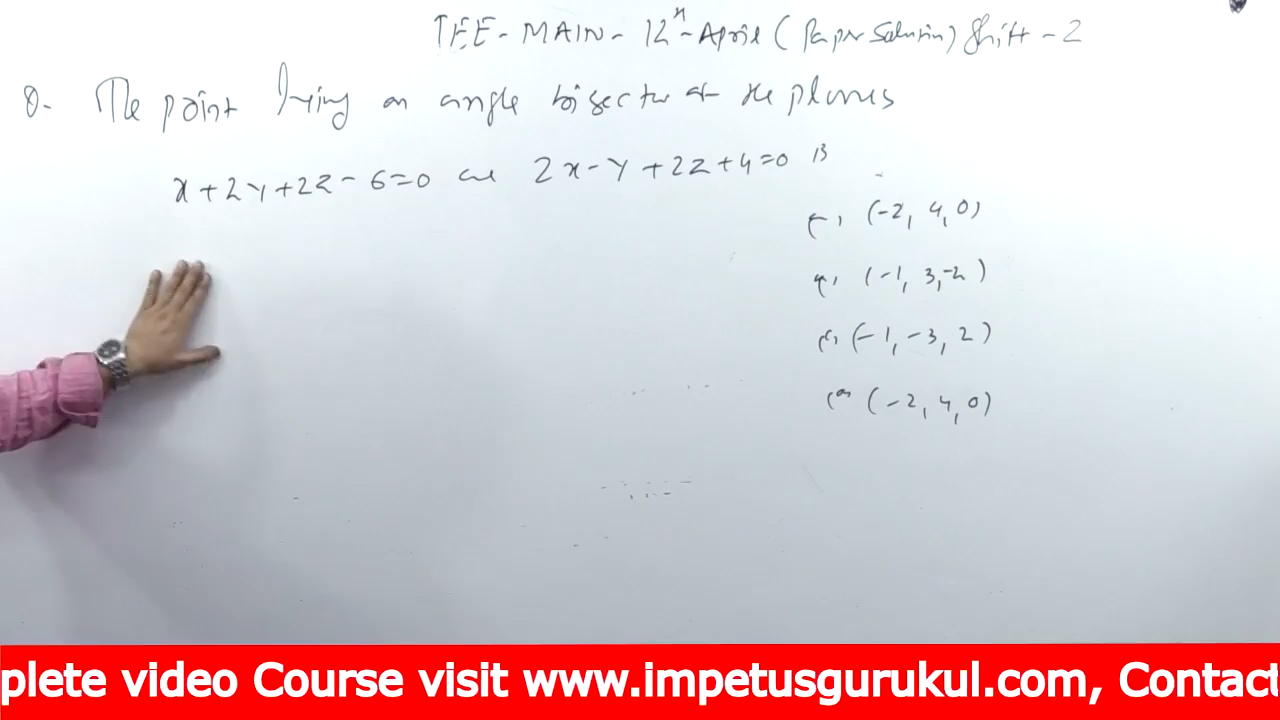 JEE-MAIN-12th-April (Paper Solution) Shift-2
Q. The point lying on angle bisector of the planes
x+2y+2z-6=0 and 2x-y+2z+4=0 is
(-2, 4, 0)
(-1, 3, -2)
(-1, -3, 2)
(-2, 4, 0)
plete video Course visit www.impetusgurukul.com, Contact